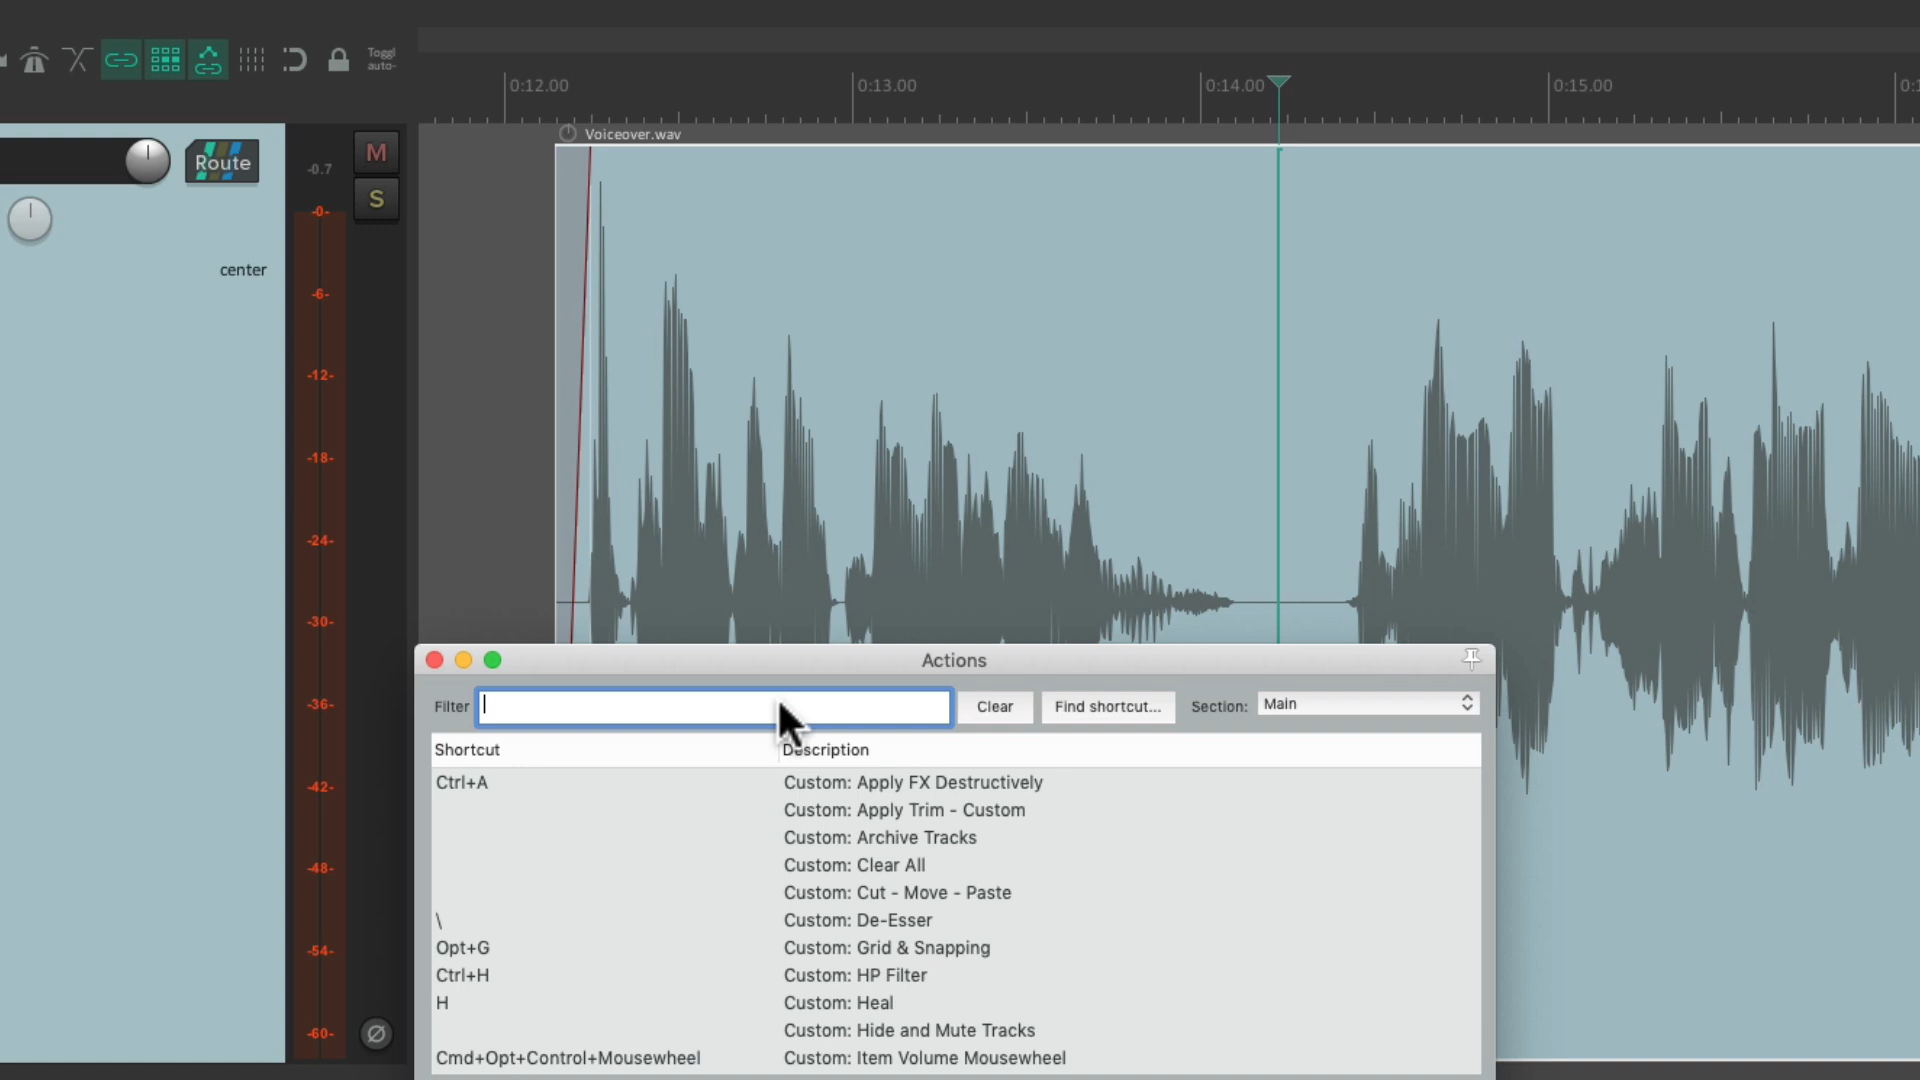 Toggl
auto-
0:12.00
0:13.00
0:14.00
0:15.00
Voiceover.wav
Route
-0.7
M
S
center
-0-
-6-
-12-
-18-
-24-
-30-
-36-
-42-
-48-
-54-
-60-
Actions
Filter
Clear
Find shortcut...
Section:
Main
Shortcut
Description
Ctrl+A
Custom: Apply FX Destructively
Custom: Apply Trim - Custom
Custom: Archive Tracks
Custom: Clear All
Custom: Cut - Move - Paste
\
Custom: De-Esser
Opt+G
Custom: Grid & Snapping
Ctrl+H
Custom: HP Filter
H
Custom: Heal
Custom: Hide and Mute Tracks
Cmd+Opt+Control+Mousewheel
Custom: Item Volume Mousewheel